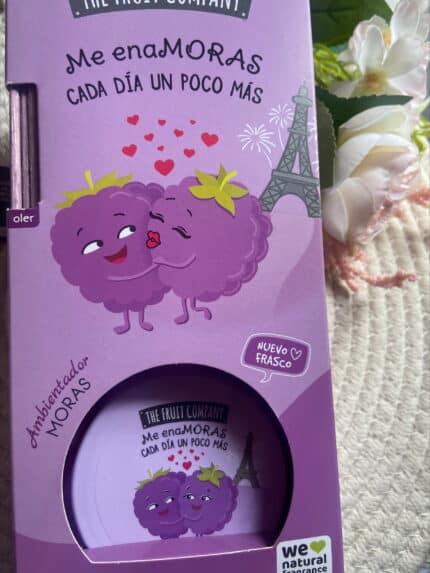 THE FRUIT COMPANY
Me enaMORAS
CADA DÍA UN POCO MÁS
oler
NUEVO
FRASCO
Ambientador
MORAS
THE FRUIT COMPANY
Me enaMORAS
CADA DÍA UN POCO MÁS
we
natural
fragrance